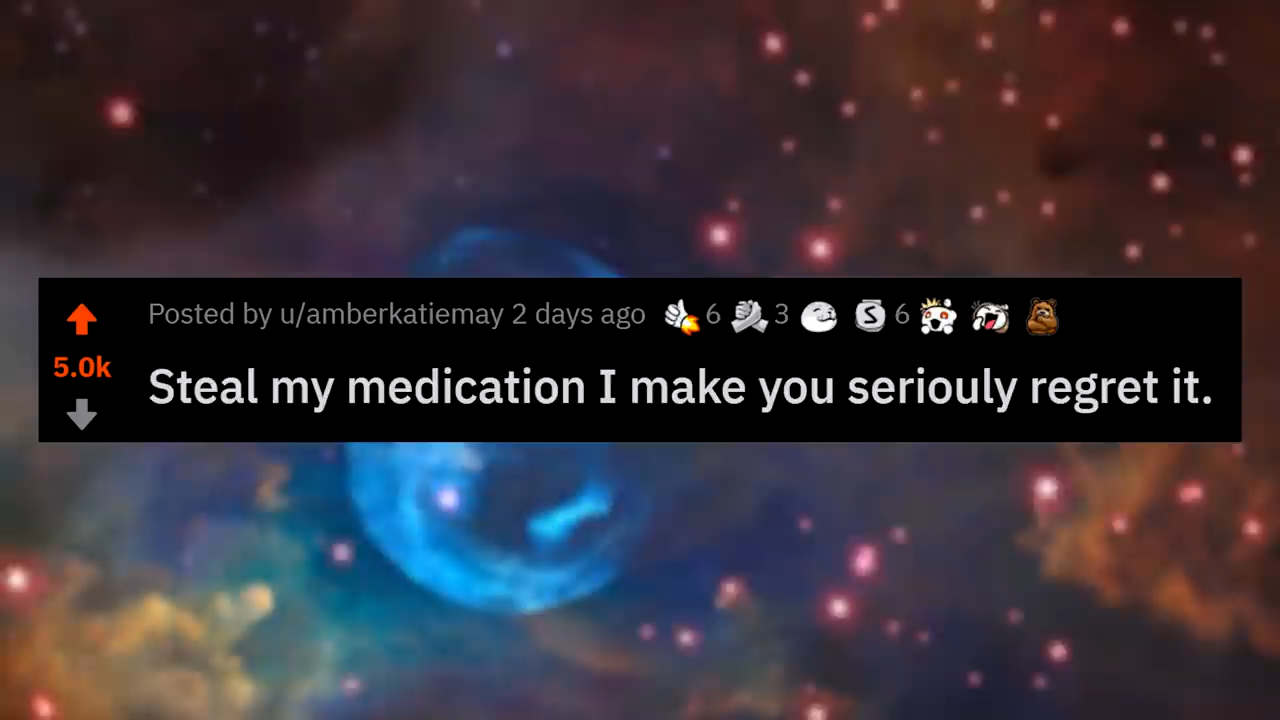 Posted by u/amberkatiemay 2 days ago 6 3 S 6
5.0k
Steal my medication I make you seriouly regret it.